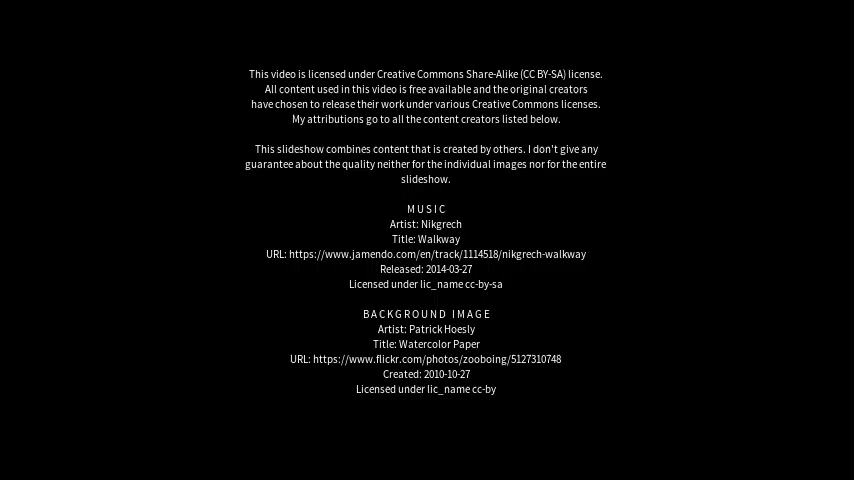 This video is licensed under Creative Commons Share-Alike (CC BY-SA) license.
All content used in this video is free available and the original creators
have chosen to release their work under various Creative Commons licenses.
My attributions go to all the content creators listed below.
This slideshow combines content that is created by others. I don't give any
guarantee about the quality neither for the individual images nor for the entire
slideshow.
MUSIC
Artist: Nikgrech
Title: Walkway
URL: https://www.jamendo.com/en/track/1114518/nikgrech-walkway
Released: 2014-03-27
Licensed under lic_name cc-by-sa
BACKGROUND IMAGE
Artist: Patrick Hoesly
Title: Watercolor Paper
URL: https://www.flickr.com/photos/zooboing/5127310748
Created: 2010-10-27
Licensed under lic_name cc-by